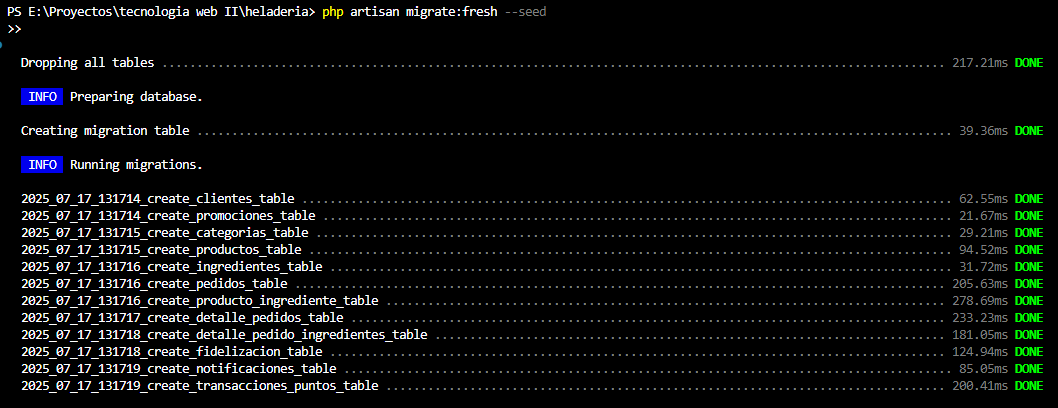 PS E:\Proyectos\tecnologia web II\heladeria> php artisan migrate:fresh --seed
>>
Dropping all tables ........................................................................................................ 217.21ms DONE
INFO Preparing database.
Creating migration table ................................................................................................... 39.36ms DONE
INFO Running migrations.
2025_07_17_131714_create_clientes_table .................................................................................... 62.55ms DONE
2025_07_17_131714_create_promociones_table ................................................................................. 21.67ms DONE
2025_07_17_131715_create_categorias_table .................................................................................. 29.21ms DONE
2025_07_17_131715_create_productos_table ................................................................................... 94.52ms DONE
2025_07_17_131716_create_ingredientes_table ................................................................................ 31.72ms DONE
2025_07_17_131716_create_pedidos_table .................................................................................... 205.63ms DONE
2025_07_17_131716_create_producto_ingrediente_table ....................................................................... 278.69ms DONE
2025_07_17_131717_create_detalle_pedidos_table ............................................................................ 233.23ms DONE
2025_07_17_131718_create_detalle_pedido_ingredientes_table ................................................................ 181.05ms DONE
2025_07_17_131718_create_fidelizacion_table ............................................................................... 124.94ms DONE
2025_07_17_131719_create_notificaciones_table .............................................................................. 85.05ms DONE
2025_07_17_131719_create_transacciones_puntos_table ....................................................................... 200.41ms DONE